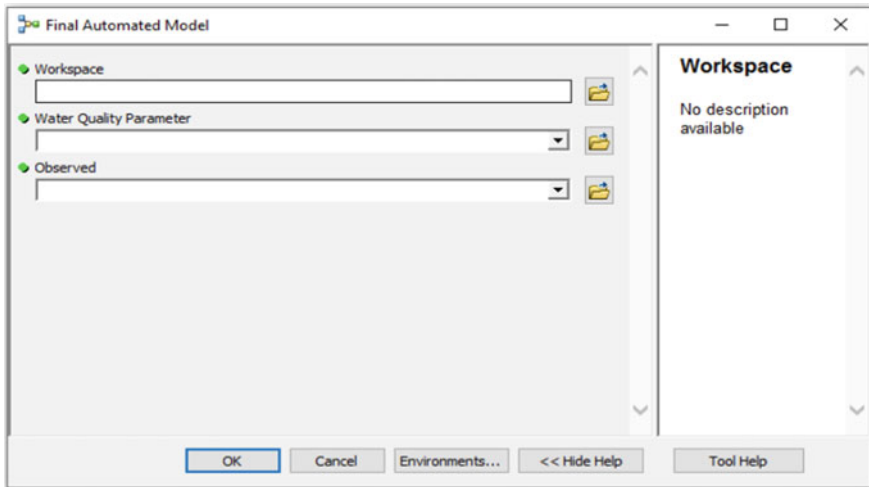 Final Automated Model
Workspace
Water Quality Parameter
Observed
Workspace
No description
available
OK
Cancel
Environments...
<< Hide Help
Tool Help